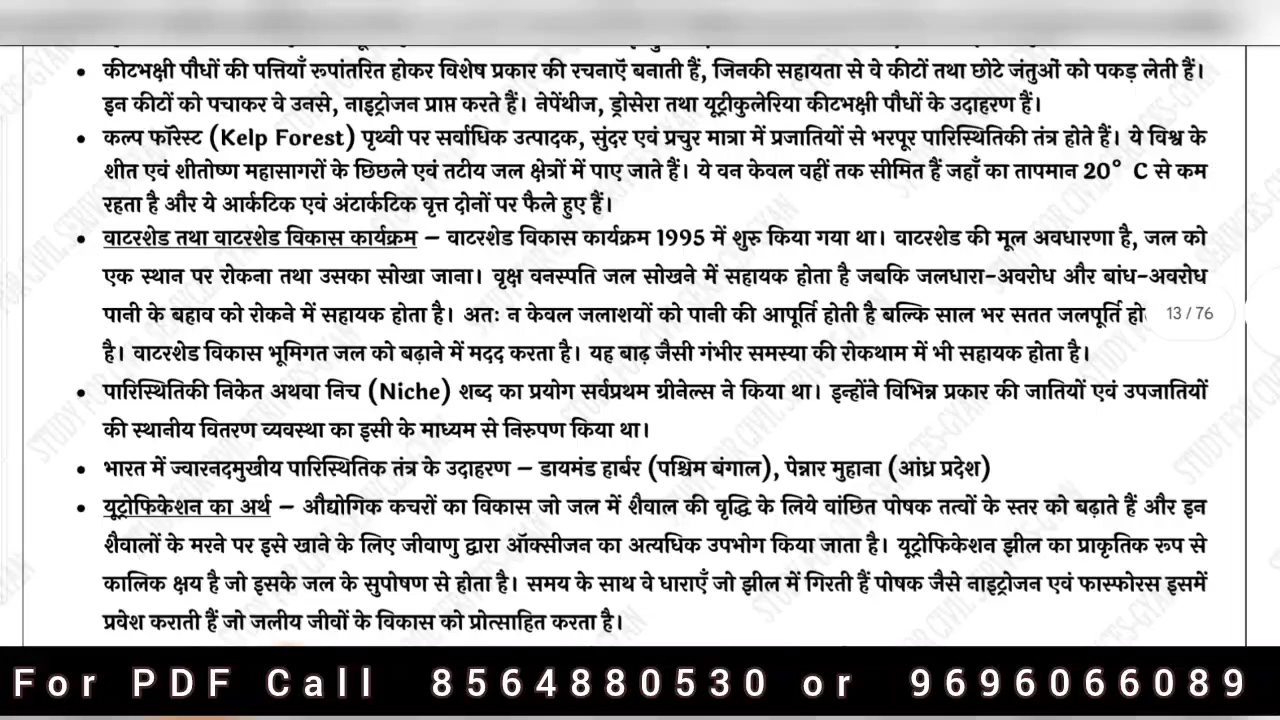 • कीटभक्षी पौधों की पत्तियाँ रूपांतरित होकर विशेष प्रकार की रचनाऍ बनाती हैं, जिनकी सहायता से वे कीटों तथा छोटे जंतुओं को पकड़ लेती हैं।
इन कीटों को पचाकर वे उनसे, नाइट्रोजन प्राप्त करते हैं। नेपेंथीज, ड्रोसेरा तथा यूट्रीकुलेरिया कीटभक्षी पौधों के उदाहरण हैं।
• कल्प फॉरेस्ट (Kelp Forest) पृथ्वी पर सर्वाधिक उत्पादक, सुंदर एवं प्रचुर मात्रा में प्रजातियों से भरपूर पारिस्थितिकी तंत्र होते हैं। ये विश्व के
शीत एवं शीतोष्ण महासागरों के छिछले एवं तटीय जल क्षेत्रों में पाए जाते हैं। ये वन केवल वहीं तक सीमित हैं जहाँ का तापमान 20° C से कम
रहता है और ये आर्कटिक एवं अंटार्कटिक वृत्त दोनों पर फैले हुए हैं।
• वाटरशेड तथा वाटरशेड विकास कार्यक्रम – वाटरशेड विकास कार्यक्रम 1995 में शुरु किया गया था। वाटरशेड की मूल अवधारणा है, जल को
एक स्थान पर रोकना तथा उसका सोखा जाना। वृक्ष वनस्पति जल सोखने में सहायक होता है जबकि जलधारा-अवरोध और बांध-अवरोध
पानी के बहाव को रोकने में सहायक होता है। अतः न केवल जलाशयों को पानी की आपूर्ति होती है बल्कि साल भर सतत जलपूर्ति हो 13 / 76
है। वाटरशेड विकास भूमिगत जल को बढ़ाने में मदद करता है। यह बाढ़ जैसी गंभीर समस्या की रोकथाम में भी सहायक होता है।
• पारिस्थितिकी निकेत अथवा निच (Niche) शब्द का प्रयोग सर्वप्रथम ग्रीनेल्स ने किया था। इन्होंने विभिन्न प्रकार की जातियों एवं उपजातियों
की स्थानीय वितरण व्यवस्था का इसी के माध्यम से निरुपण किया था।
• भारत में ज्वारनदमुखीय पारिस्थितिक तंत्र के उदाहरण – डायमंड हार्बर (पश्चिम बंगाल), पेन्नार मुहाना (आंध्र प्रदेश)
• यूट्रोफिकेशन का अर्थ – औद्योगिक कचरों का विकास जो जल में शैवाल की वृद्धि के लिये वांछित पोषक तत्वों के स्तर को बढ़ाते हैं और इन
शैवालों के मरने पर इसे खाने के लिए जीवाणु द्वारा ऑक्सीजन का अत्यधिक उपभोग किया जाता है। यूट्रोफिकेशन झील का प्राकृतिक रूप से
कालिक क्षय है जो इसके जल के सुपोषण से होता है। समय के साथ वे धाराएँ जो झील में गिरती हैं पोषक जैसे नाइट्रोजन एवं फास्फोरस इसमें
प्रवेश कराती हैं जो जलीय जीवों के विकास को प्रोत्साहित करता है।
For PDF Call 8564880530 or 9696066089